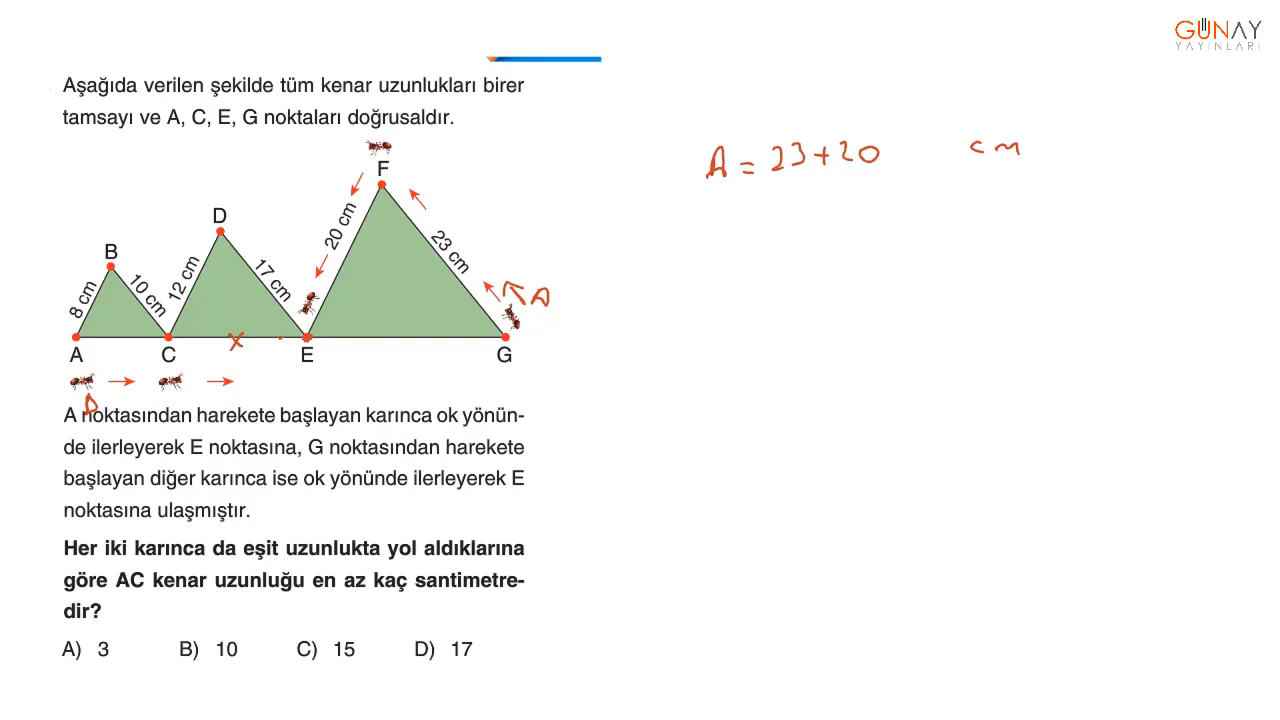 GÜNAY
YAYINLARI
Aşağıda verilen şekilde tüm kenar uzunlukları birer
tamsayı ve A, C, E, G noktaları doğrusaldır.
A = 23+20 cm
F
D
B
8 cm
10 cm
12 cm
17 cm
20 cm
23 cm
A
x
A
C
E
G
A noktasından harekete başlayan karınca ok yönün-
de ilerleyerek E noktasına, G noktasından harekete
başlayan diğer karınca ise ok yönünde ilerleyerek E
noktasına ulaşmıştır.
Her iki karınca da eşit uzunlukta yol aldıklarına
göre AC kenar uzunluğu en az kaç santimetre-
dir?
A) 3 B) 10 C) 15 D) 17